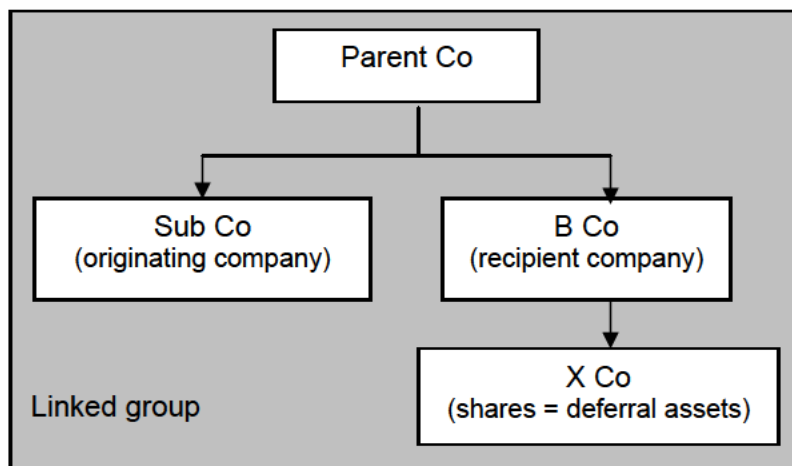 Parent Co
Sub Co
(originating company)
B Co
(recipient company)
X Co
(shares = deferral assets)
Linked group